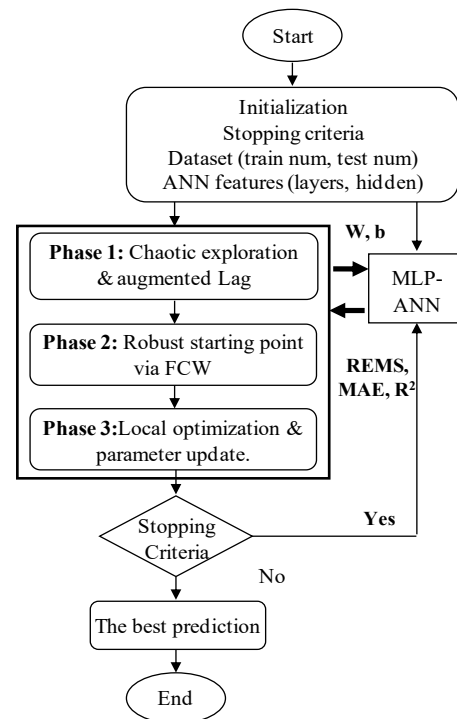 Start
Initialization
Stopping criteria
Dataset (train num, test num)
ANN features (layers, hidden)
W, b
Phase 1: Chaotic exploration
& augmented Lag
MLP-
ANN
Phase 2: Robust starting point
via FCW
REMS,
MAE, R²
Phase 3:Local optimization &
parameter update.
Stopping
Criteria
Yes
No
The best prediction
End